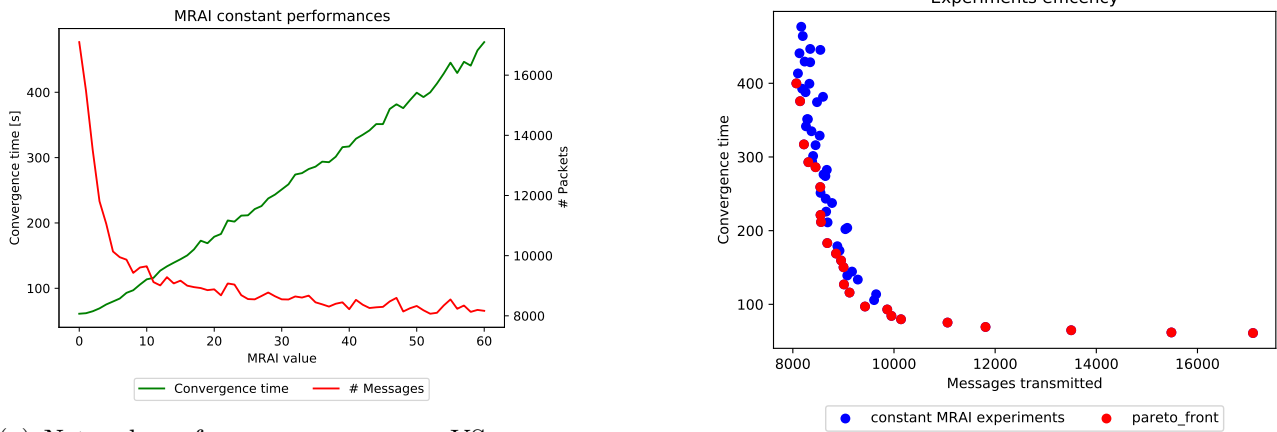 MRAI constant performances
Convergence time [s]
400
300
200
100
16000
14000
12000
10000
8000
# Packets
0 10 20 30 40 50 60
MRAI value
Convergence time # Messages
Experiments efficency
Convergence time
400
300
200
100
8000 10000 12000 14000 16000
Messages transmitted
constant MRAI experiments pareto_front